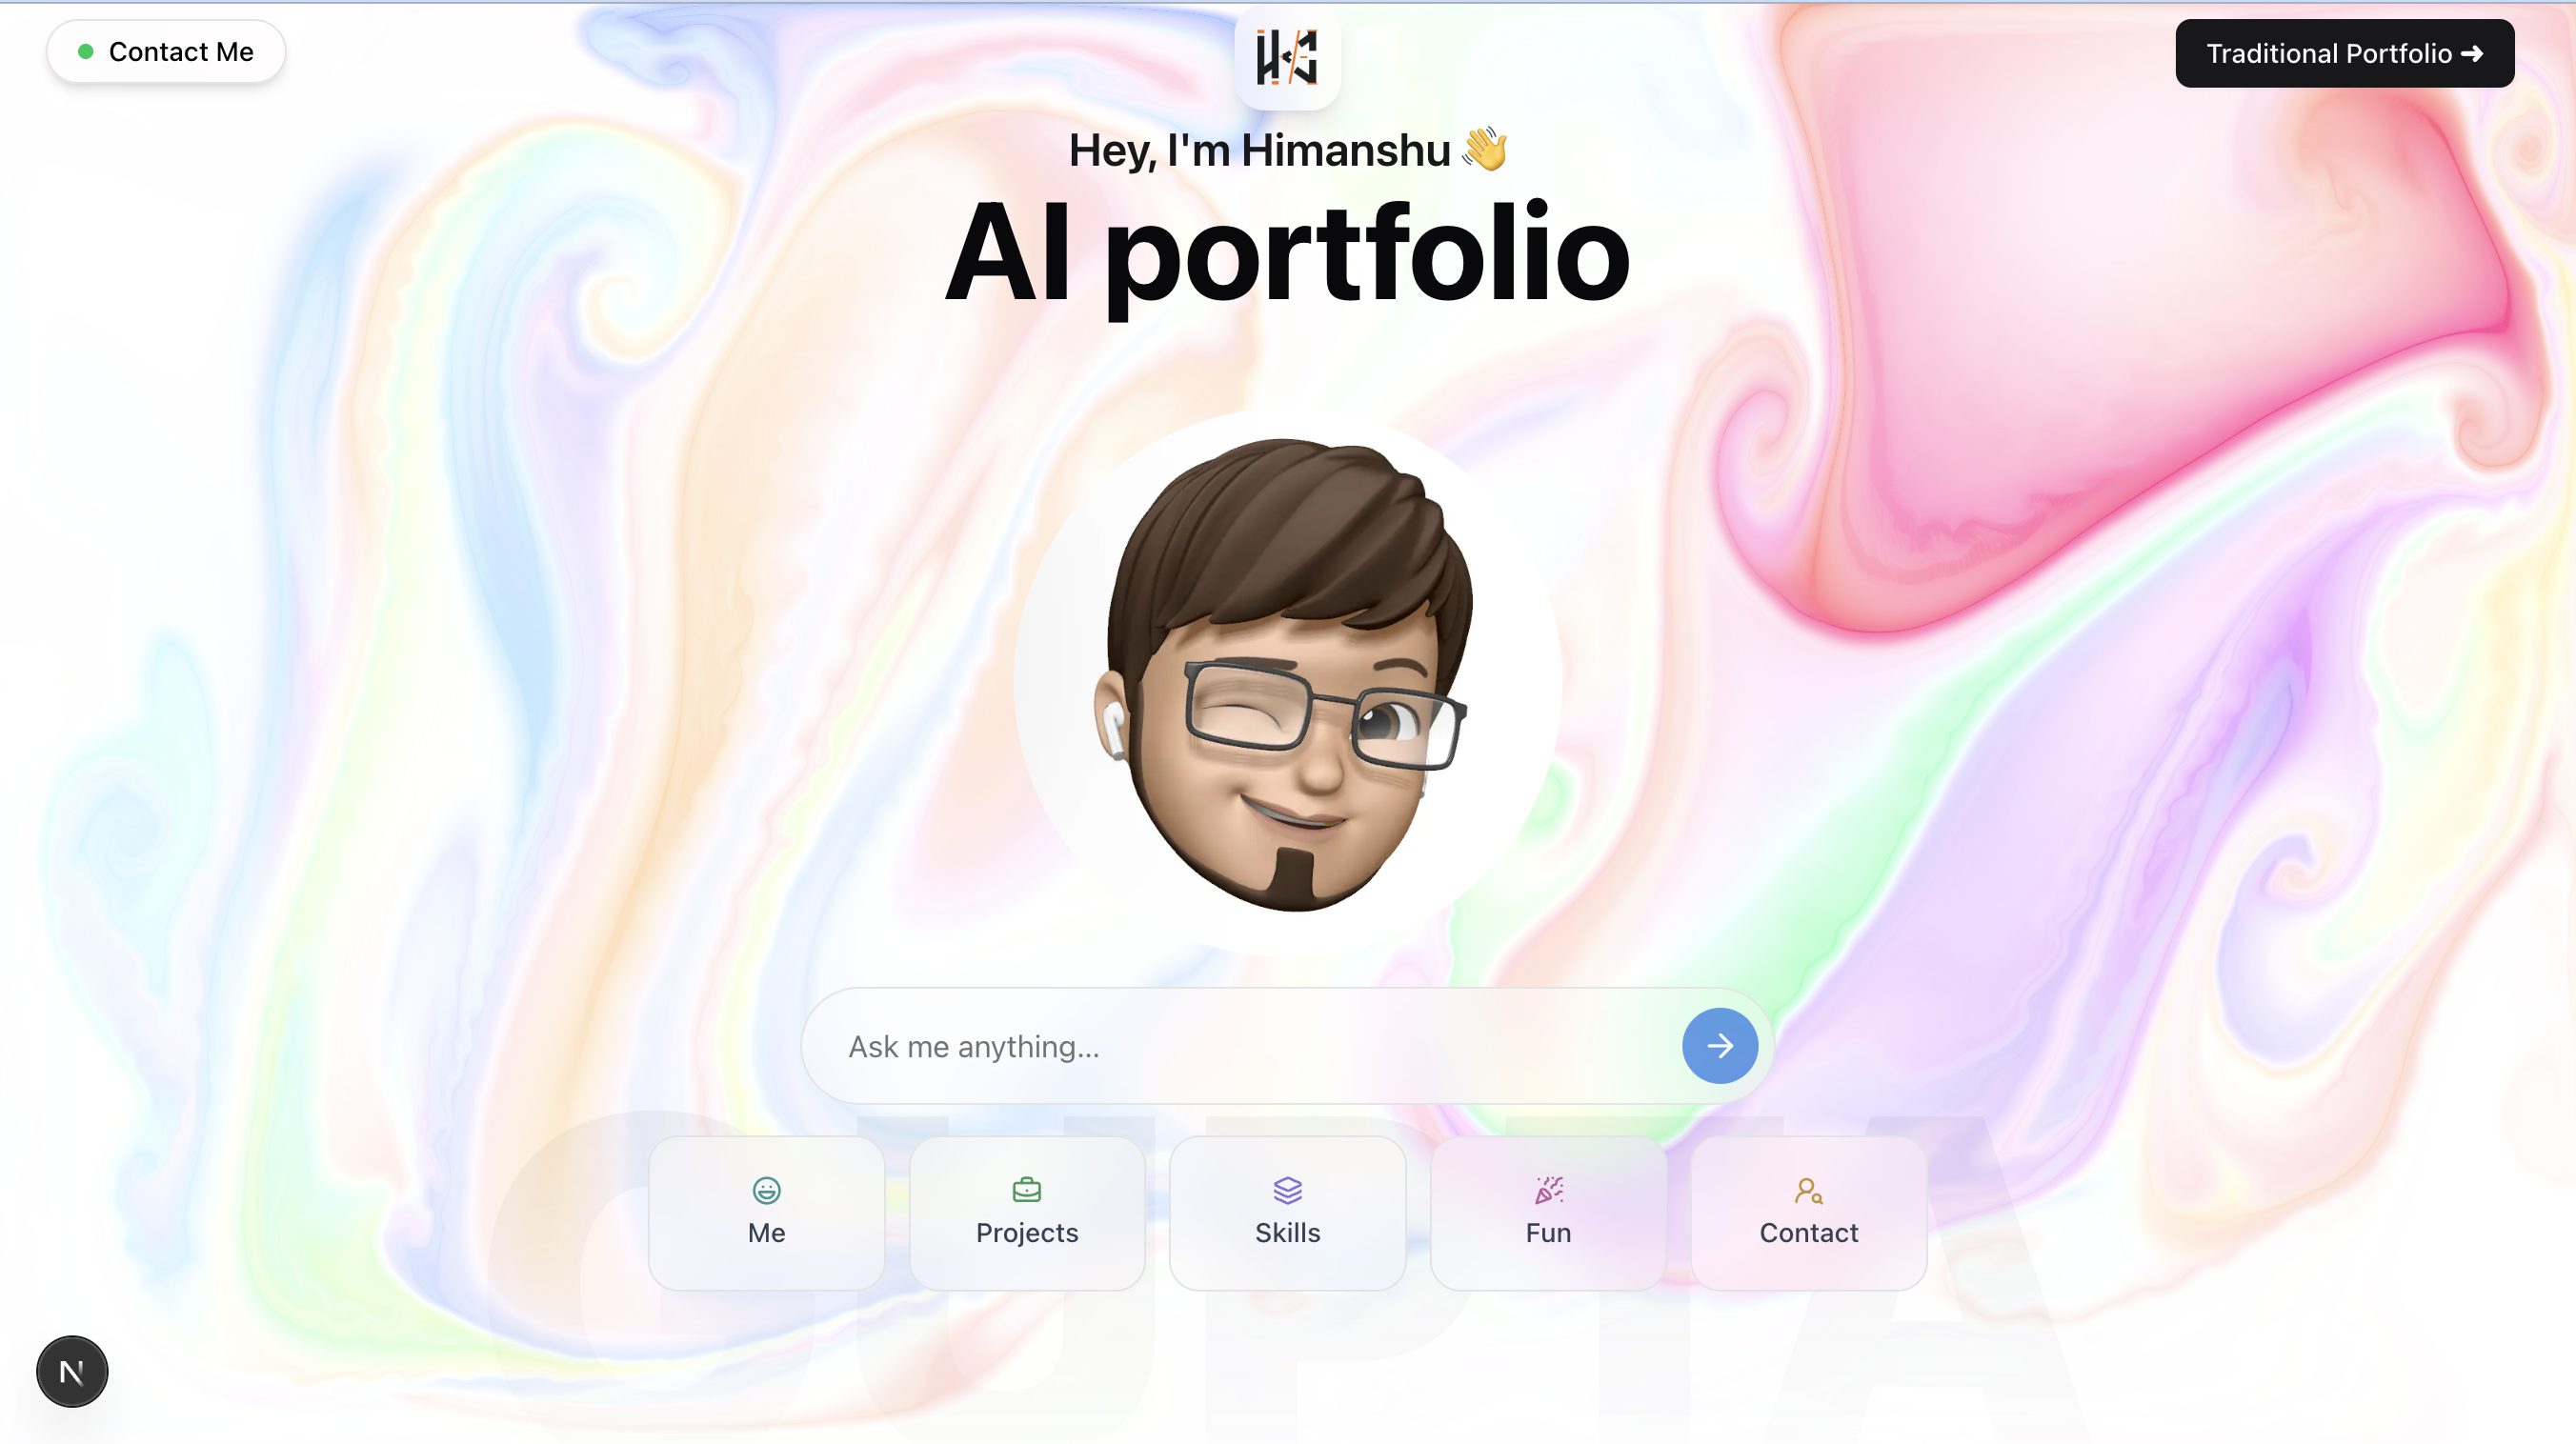 Contact Me
Traditional Portfolio ➜
Hey, I'm Himanshu 👋
AI portfolio
Ask me anything...
Me
Projects
Skills
Fun
Contact
GUPTA
N